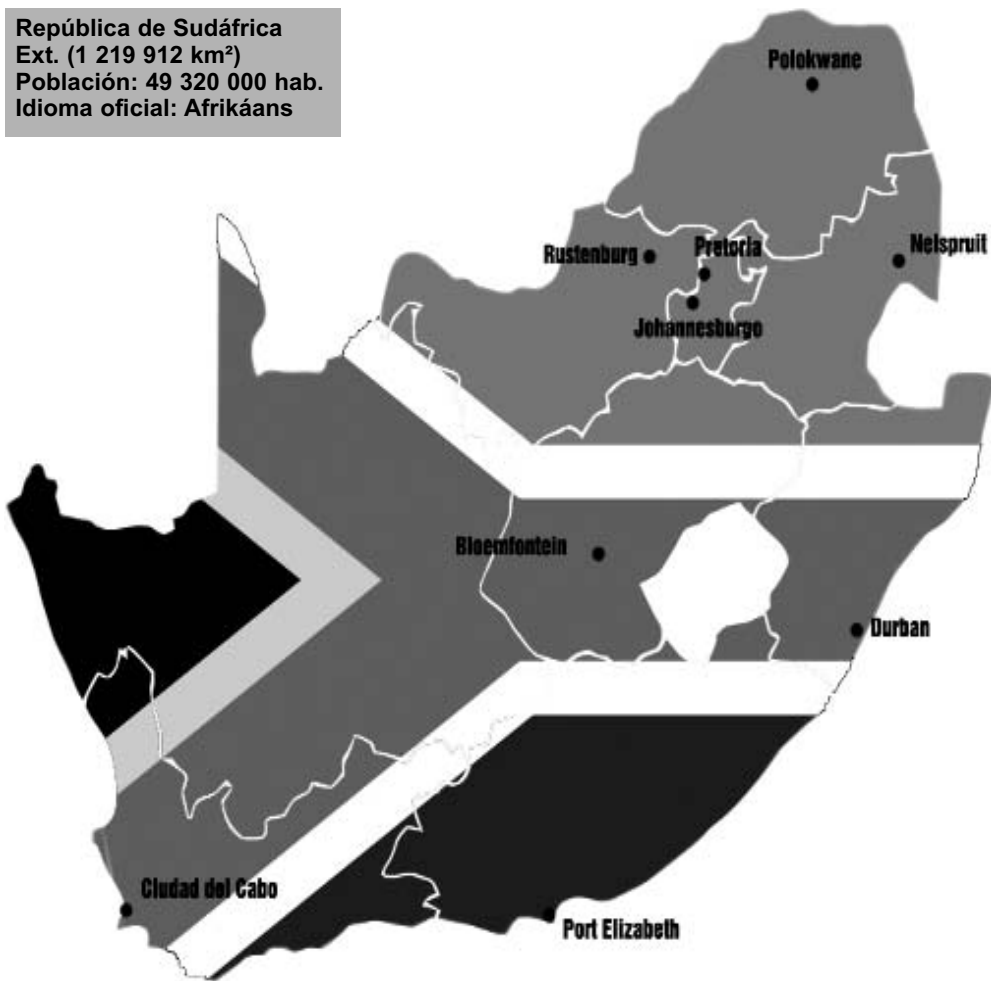 República de Sudáfrica
Ext. (1 219 912 km²)
Población: 49 320 000 hab.
Idioma oficial: Afrikáans
Polokwane
Rustenburg
Pretoria
Nelspruit
Johannesburgo
Bloemfontein
Durban
Ciudad del Cabo
Port Elizabeth